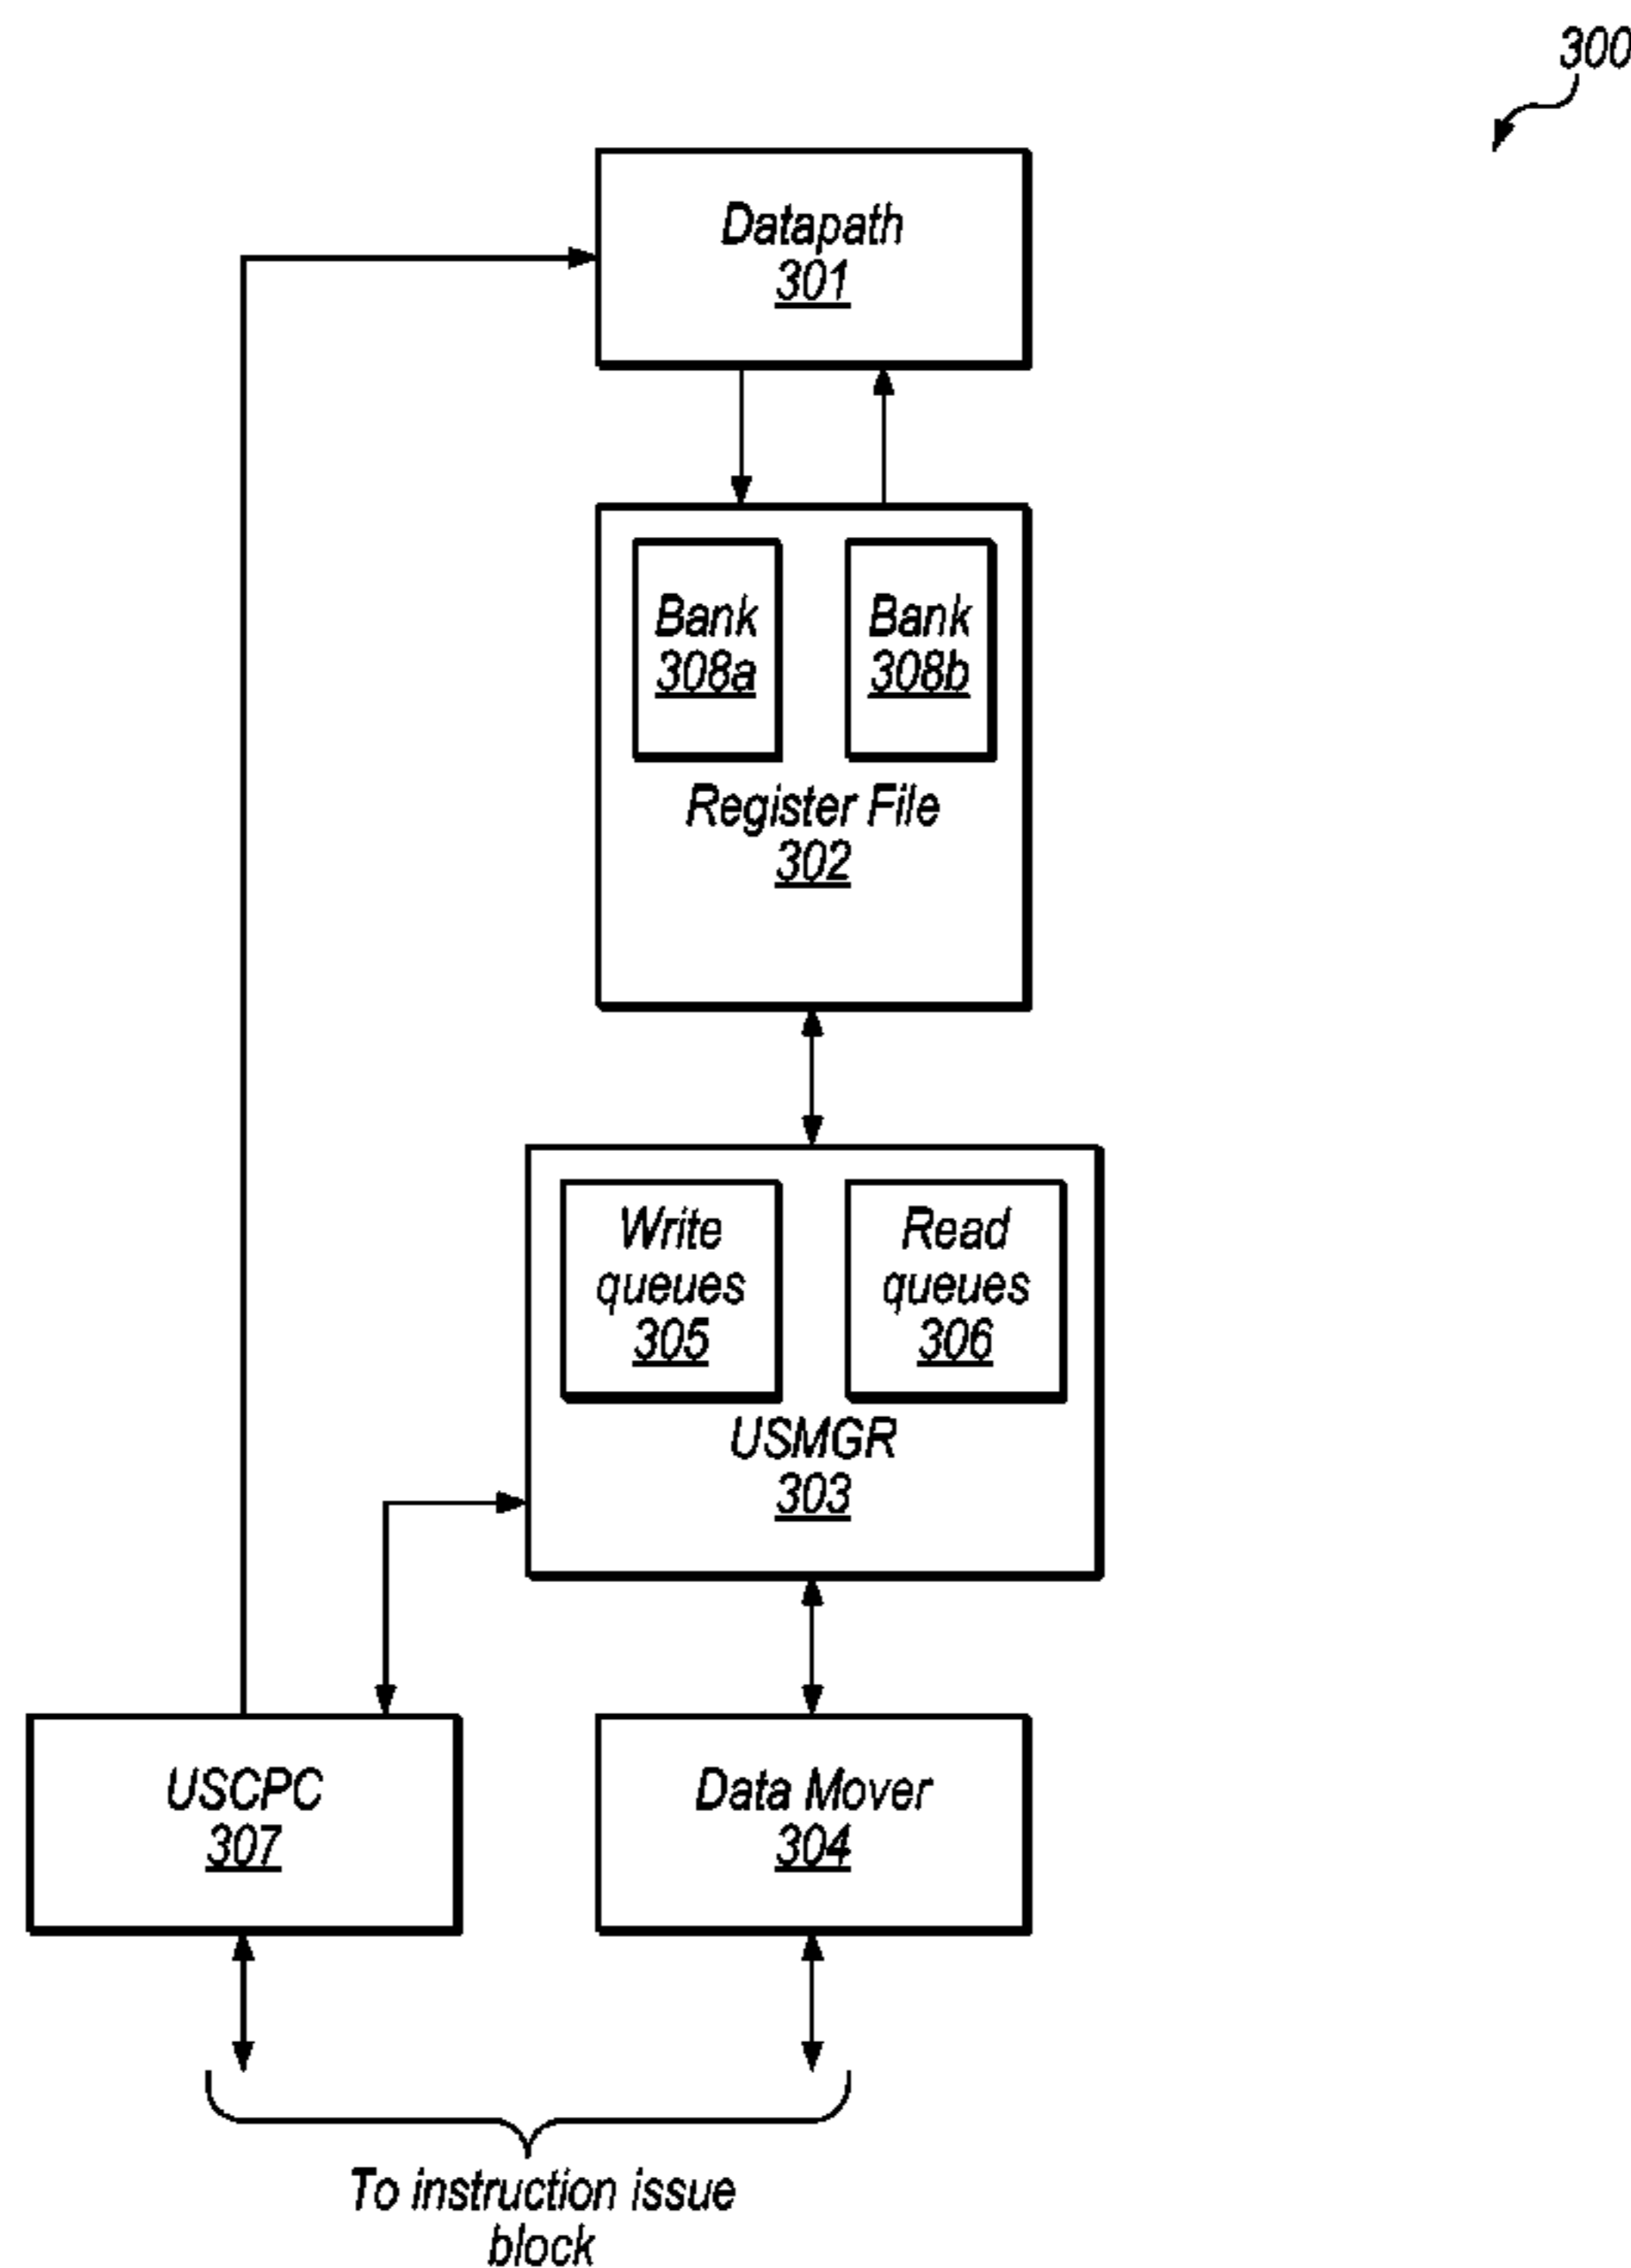 300
Datapath
301
Bank
308a
Bank
308b
Register File
302
Write
queues
305
Read
queues
306
USMGR
303
USCPC
307
Data Mover
304
To instruction issue
block